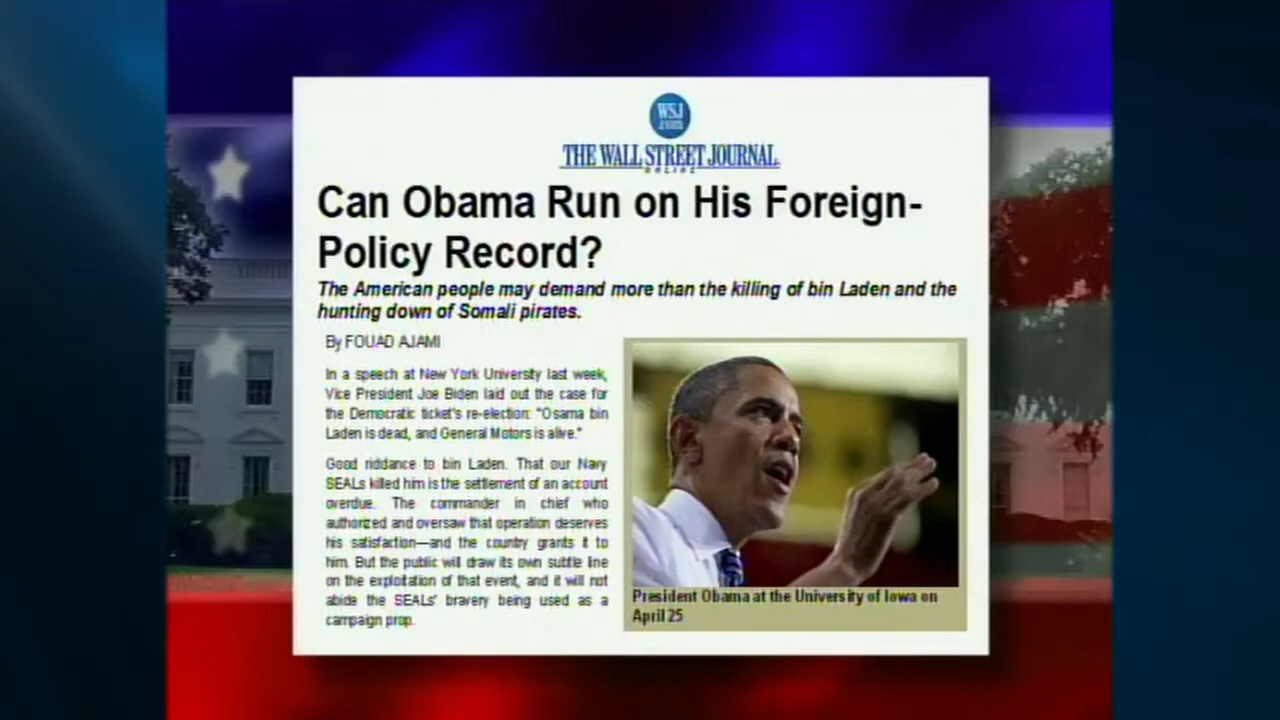 WSJ
.com
THE WALL STREET JOURNAL.
ONLINE
Can Obama Run on His Foreign-
Policy Record?
The American people may demand more than the killing of bin Laden and the
hunting down of Somali pirates.
By FOUAD AJAMI
In a speech at New York University last week,
Vice President Joe Biden laid out the case for
the Democratic ticket's re-election: "Osama bin
Laden is dead, and General Motors is alive."
Good riddance to bin Laden. That our Navy
SEALs killed him is the settlement of an account
overdue. The commander in chief who
authorized and oversaw that operation deserves
his satisfaction—and the country grants it to
him. But the public will draw its own subtle line
on the exploitation of that event, and it will not
abide the SEALs' bravery being used as a
campaign prop.
President Obama at the University of Iowa on
April 25